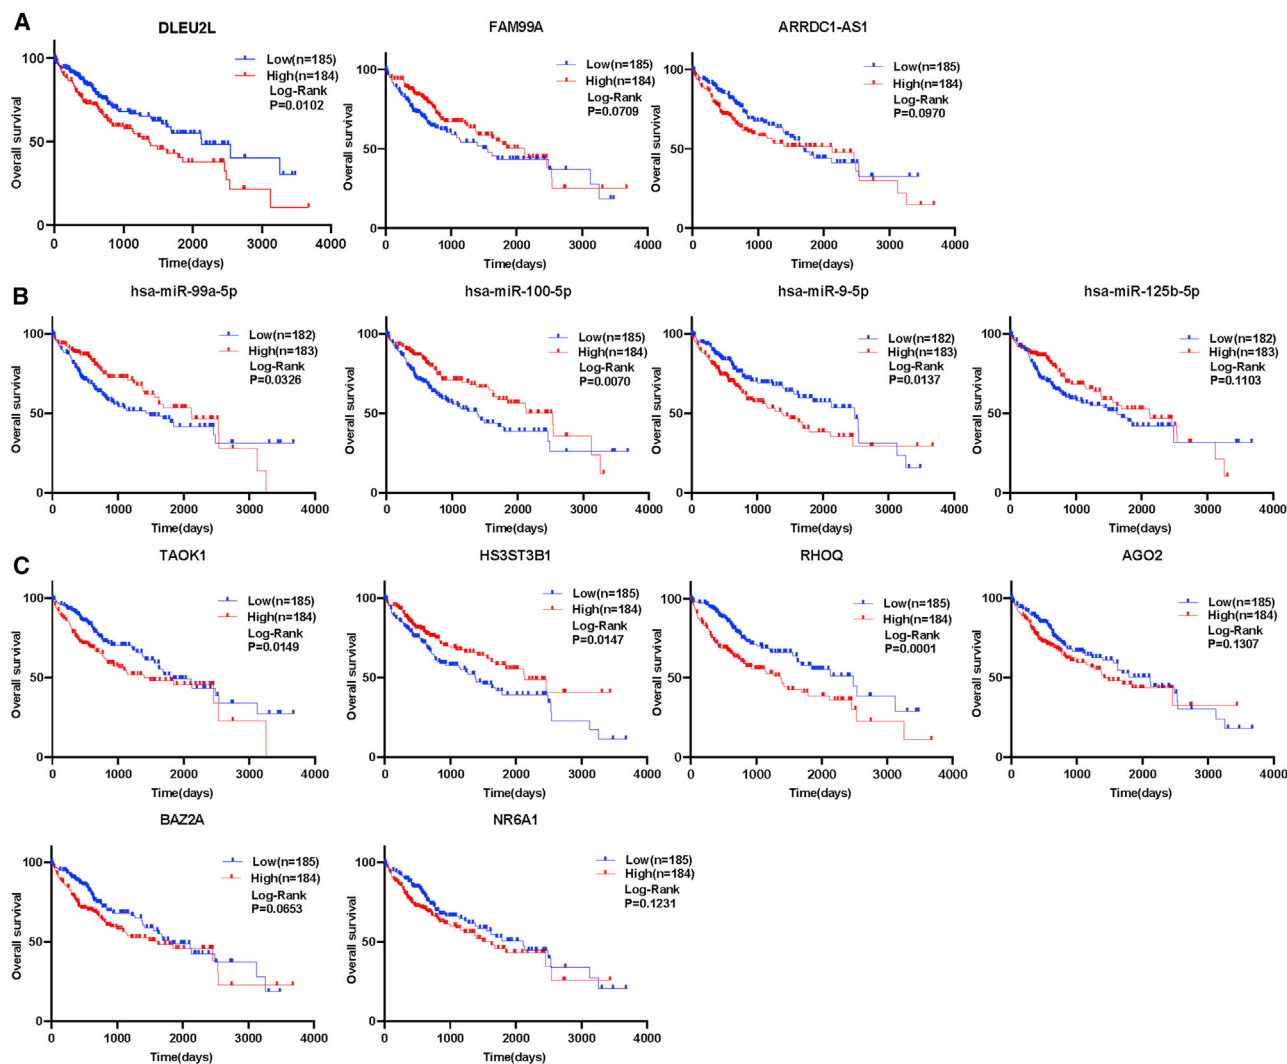 A
DLEU2L
Low(n=185)
High(n=184)
Log-Rank
P=0.0102
Overall survival
100
50
0
0 1000 2000 3000 4000
Time(days)
FAM99A
Low(n=185)
High(n=184)
Log-Rank
P=0.0709
Overall survival
100
50
0
0 1000 2000 3000 4000
Time(days)
ARRDC1-AS1
Low(n=185)
High(n=184)
Log-Rank
P=0.0970
Overall survival
100
50
0
0 1000 2000 3000 4000
Time(days)
B
hsa-miR-99a-5p
Low(n=182)
High(n=183)
Log-Rank
P=0.0326
Overall survival
100
50
0
0 1000 2000 3000 4000
Time(days)
hsa-miR-100-5p
Low(n=185)
High(n=184)
Log-Rank
P=0.0070
Overall survival
100
50
0
0 1000 2000 3000 4000
Time(days)
hsa-miR-9-5p
Low(n=182)
High(n=183)
Log-Rank
P=0.0137
Overall survival
100
50
0
0 1000 2000 3000 4000
Time(days)
hsa-miR-125b-5p
Low(n=182)
High(n=183)
Log-Rank
P=0.1103
Overall survival
100
50
0
0 1000 2000 3000 4000
Time(days)
C
TAOK1
Low(n=185)
High(n=184)
Log-Rank
P=0.0149
Overall survival
100
50
0
0 1000 2000 3000 4000
Time(days)
HS3ST3B1
Low(n=185)
High(n=184)
Log-Rank
P=0.0147
Overall survival
100
50
0
0 1000 2000 3000 4000
Time(days)
RHOQ
Low(n=185)
High(n=184)
Log-Rank
P=0.0001
Overall survival
100
50
0
0 1000 2000 3000 4000
Time(days)
AGO2
Low(n=185)
High(n=184)
Log-Rank
P=0.1307
Overall survival
100
50
0
0 1000 2000 3000 4000
Time(days)
BAZ2A
Low(n=185)
High(n=184)
Log-Rank
P=0.0653
Overall survival
100
50
0
0 1000 2000 3000 4000
Time(days)
NR6A1
Low(n=185)
High(n=184)
Log-Rank
P=0.1231
Overall survival
100
50
0
0 1000 2000 3000 4000
Time(days)